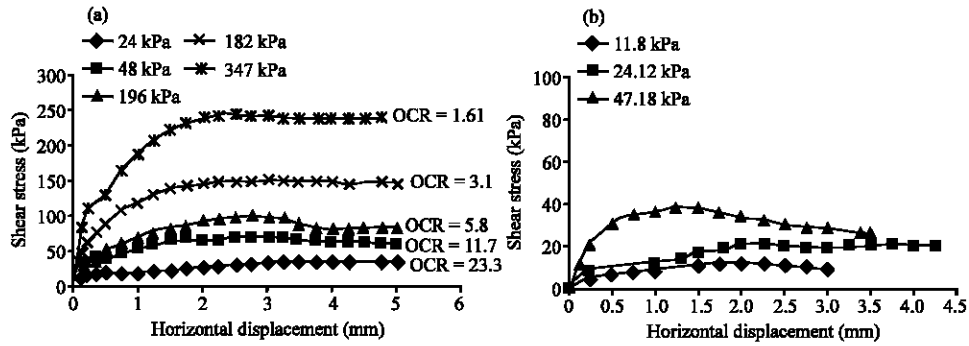 (a)
24 kPa 182 kPa
48 kPa 347 kPa
196 kPa
Shear stress (kPa)
300
250
200
150
100
50
0
0 1 2 3 4 5 6
Horizontal displacement (mm)
OCR = 1.61
OCR = 3.1
OCR = 5.8
OCR = 11.7
OCR = 23.3
(b)
11.8 kPa
24.12 kPa
47.18 kPa
Shear stress (kPa)
100
80
60
40
20
0
0 0.5 1.0 1.5 2.0 2.5 3.0 3.5 4.0 4.5
Horizontal displacement (mm)